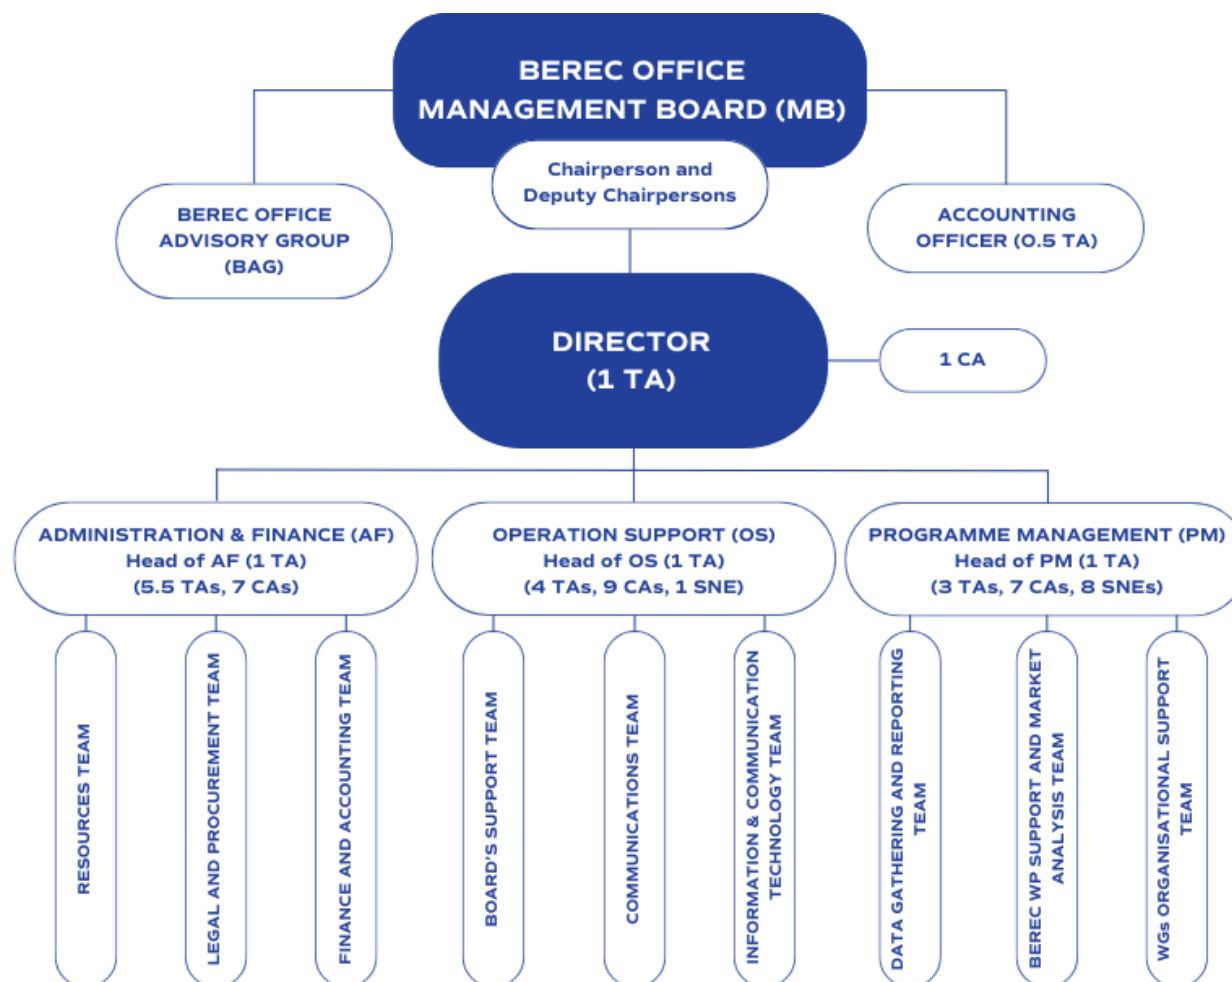 BEREC OFFICE
MANAGEMENT BOARD (MB)
Chairperson and
Deputy Chairpersons
BEREC OFFICE
ADVISORY GROUP
(BAG)
ACCOUNTING
OFFICER (0.5 TA)
DIRECTOR
(1 TA)
1 CA
ADMINISTRATION & FINANCE (AF)
Head of AF (1 TA)
(5.5 TAs, 7 CAs)
OPERATION SUPPORT (OS)
Head of OS (1 TA)
(4 TAs, 9 CAs, 1 SNE)
PROGRAMME MANAGEMENT (PM)
Head of PM (1 TA)
(3 TAs, 7 CAs, 8 SNEs)
RESOURCES TEAM
LEGAL AND PROCUREMENT TEAM
FINANCE AND ACCOUNTING TEAM
BOARD'S SUPPORT TEAM
COMMUNICATIONS TEAM
INFORMATION & COMMUNICATION
TECHNOLOGY TEAM
DATA GATHERING AND REPORTING
TEAM
BEREC WP SUPPORT AND MARKET
ANALYSIS TEAM
WGs ORGANISATIONAL SUPPORT
TEAM